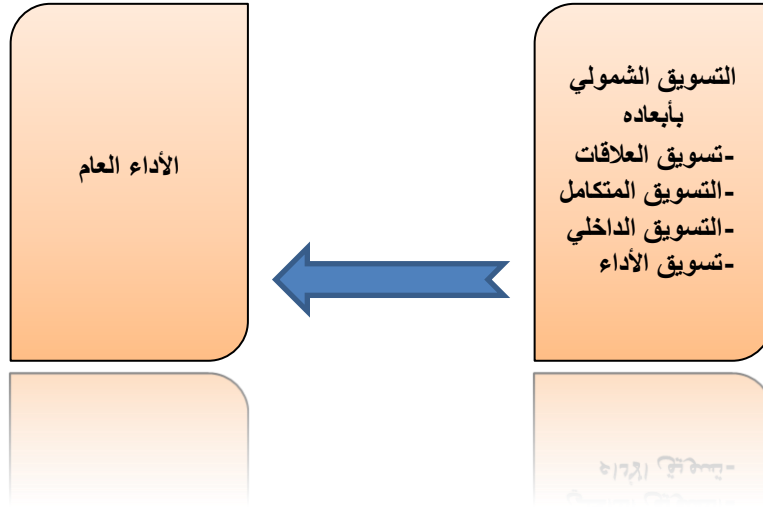 التسويق الشمولي
بأبعاده
-تسويق العلاقات
-التسويق المتكامل
-التسويق الداخلي
-تسويق الأداء
الأداء العام